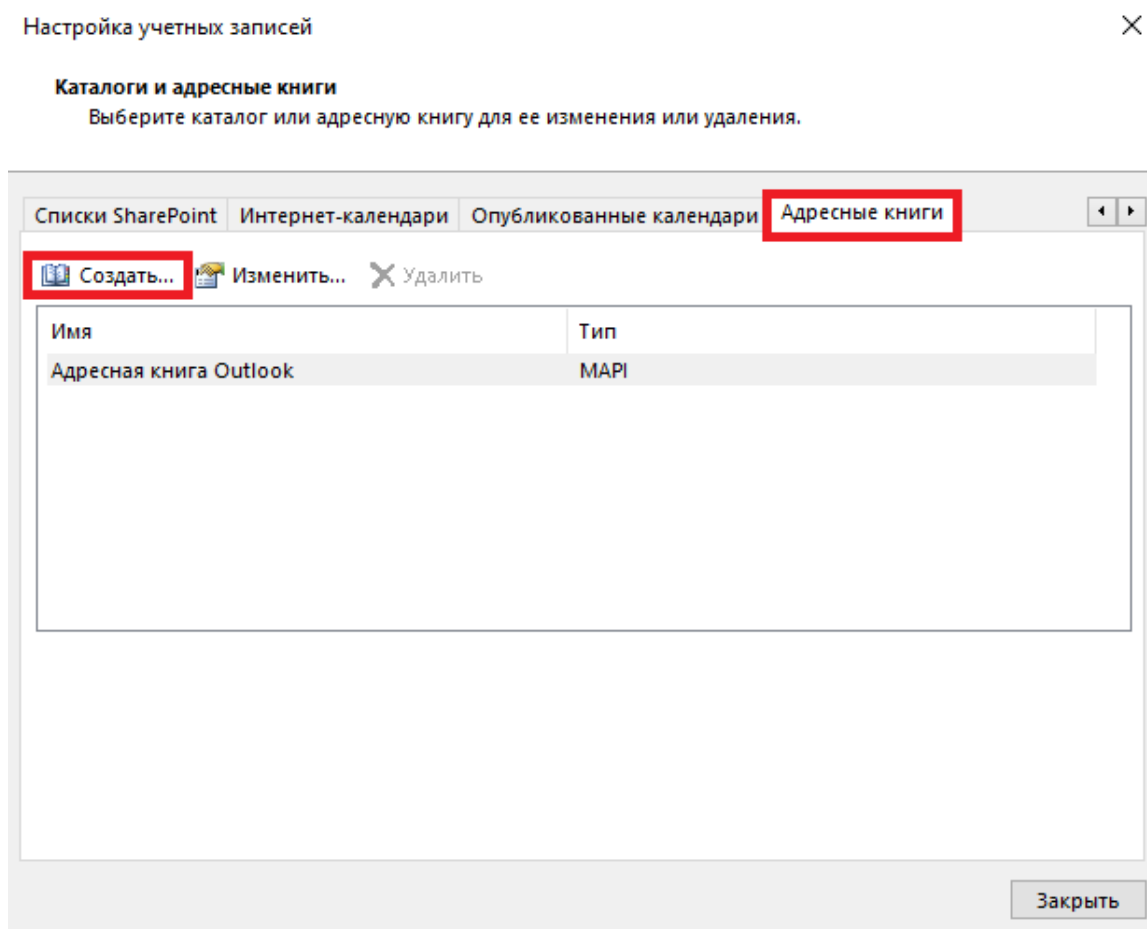 Настройка учетных записей
Каталоги и адресные книги
Выберите каталог или адресную книгу для ее изменения или удаления.
Списки SharePoint Интернет-календари Опубликованные календари Адресные книги
Создать... Изменить... Удалить
Имя Тип
Адресная книга Outlook MAPI
Закрыть